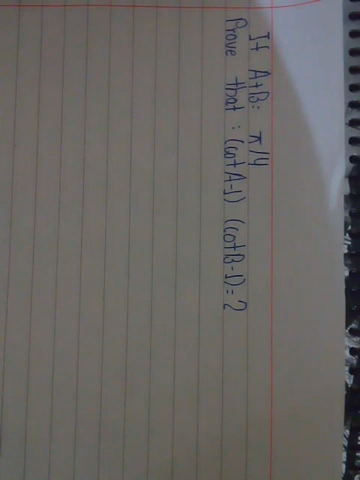 If A+B= π/4
Prove that : (cotA-1) (cotB-1)=2